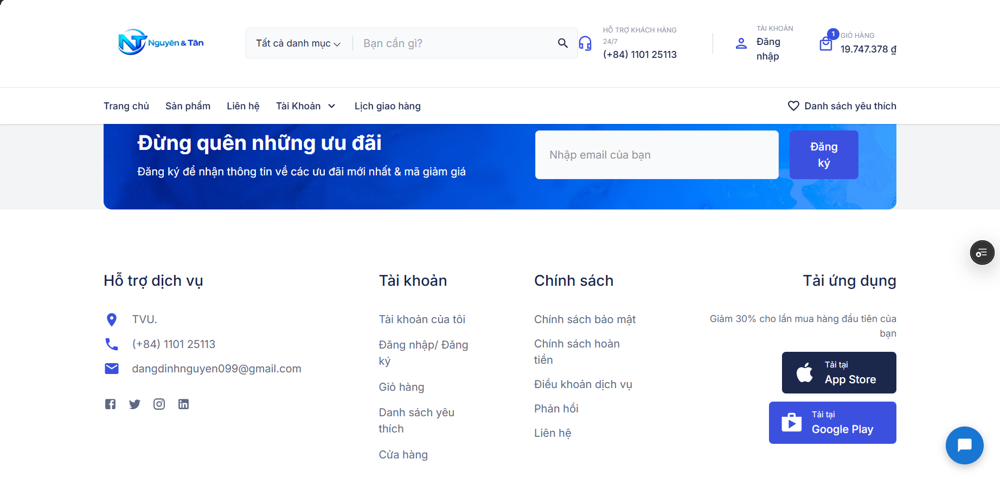 Nguyên & Tân
Tất cả danh mục
Bạn cần gì?
HỖ TRỢ KHÁCH HÀNG
24/7
(+84) 1101 25113
TÀI KHOẢN
Đăng
nhập
1
GIỎ HÀNG
19.747.378 ₫
Trang chủ
Sản phẩm
Liên hệ
Tài Khoản
Lịch giao hàng
Danh sách yêu thích
Đừng quên những ưu đãi
Đăng ký để nhận thông tin về các ưu đãi mới nhất & mã giảm giá
Nhập email của bạn
Đăng
ký
Hỗ trợ dịch vụ
TVU.
(+84) 1101 25113
dangdinhnguyen099@gmail.com
Tài khoản
Tài khoản của tôi
Đăng nhập/ Đăng
ký
Giỏ hàng
Danh sách yêu
thích
Cửa hàng
Chính sách
Chính sách bảo mật
Chính sách hoàn
tiền
Điều khoản dịch vụ
Phản hồi
Liên hệ
Tải ứng dụng
Giảm 30% cho lần mua hàng đầu tiên của
bạn
Tải tại
App Store
Tải tại
Google Play